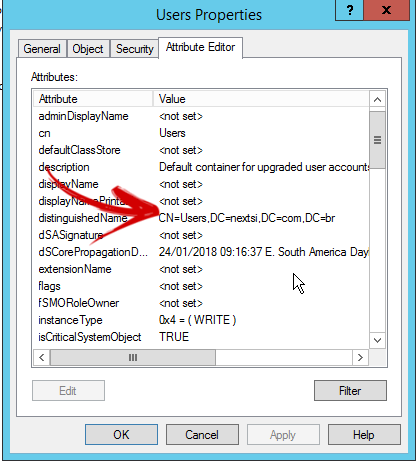 Users Properties
? x
General Object Security Attribute Editor
Attributes:
Attribute Value
adminDisplayName <not set>
cn Users
defaultClassStore <not set>
description Default container for upgraded user accounts
displayName <not set>
displayNamePrinta... <not set>
distinguishedName CN=Users,DC=nextsi,DC=com,DC=br
dSASignature <not set>
dSCorePropagationD... 24/01/2018 09:16:37 E. South America Day
extensionName <not set>
flags <not set>
fSMORoleOwner <not set>
instanceType 0x4 = ( WRITE )
isCriticalSystemObject TRUE
Edit Filter
OK Cancel Apply Help